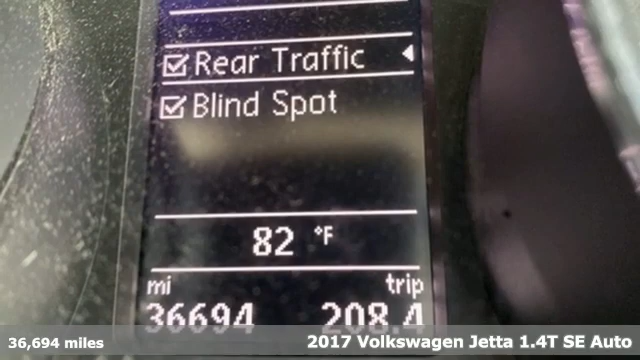 Rear Traffic
Blind Spot
82 °F
mi trip
36694 208.4
36,694 miles 2017 Volkswagen Jetta 1.4T SE Auto